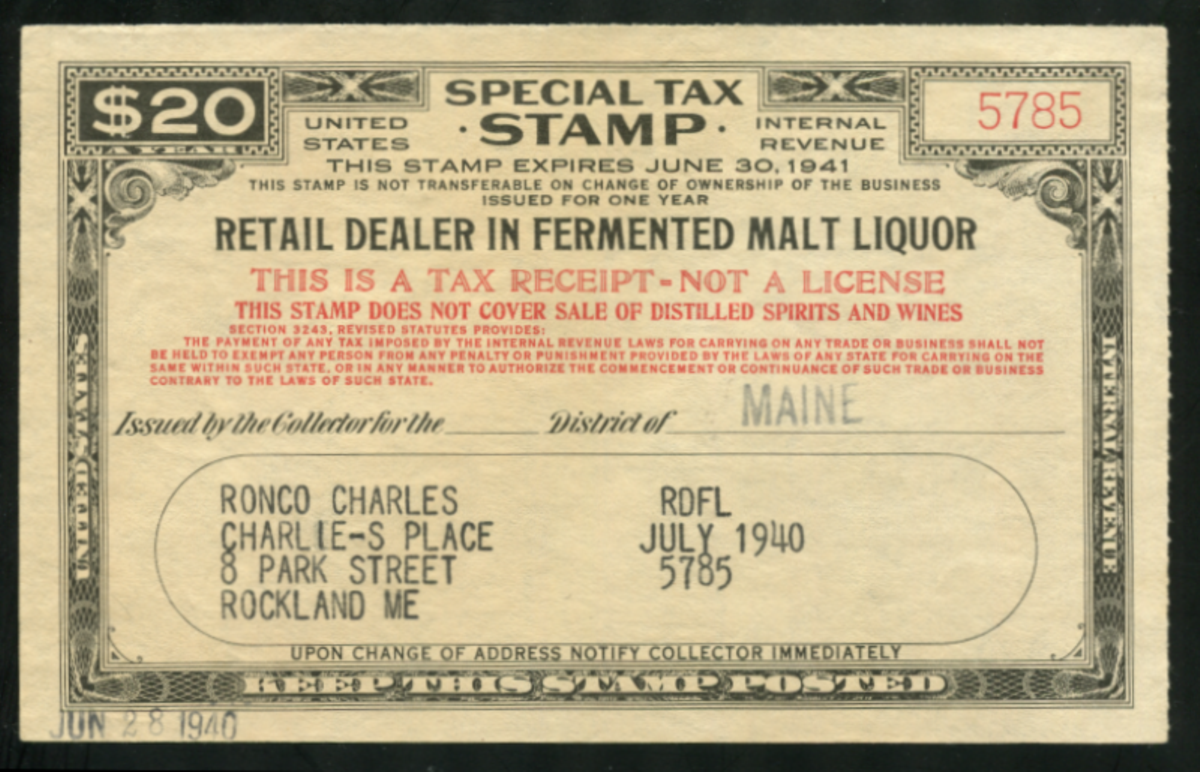 $20
A YEAR
SPECIAL TAX
· STAMP ·
UNITED STATES
INTERNAL REVENUE
5785
THIS STAMP EXPIRES JUNE 30, 1941
THIS STAMP IS NOT TRANSFERABLE ON CHANGE OF OWNERSHIP OF THE BUSINESS
ISSUED FOR ONE YEAR
RETAIL DEALER IN FERMENTED MALT LIQUOR
THIS IS A TAX RECEIPT - NOT A LICENSE
THIS STAMP DOES NOT COVER SALE OF DISTILLED SPIRITS AND WINES
SECTION 3243, REVISED STATUTES PROVIDES:
THE PAYMENT OF ANY TAX IMPOSED BY THE INTERNAL REVENUE LAWS FOR CARRYING ON ANY TRADE OR BUSINESS SHALL NOT
BE HELD TO EXEMPT ANY PERSON FROM ANY PENALTY OR PUNISHMENT PROVIDED BY THE LAWS OF ANY STATE FOR CARRYING ON THE
SAME WITHIN SUCH STATE, OR IN ANY MANNER TO AUTHORIZE THE COMMENCEMENT OR CONTINUANCE OF SUCH TRADE OR BUSINESS
CONTRARY TO THE LAWS OF SUCH STATE.
Issued by the Collector for the ______ District of MAINE
RONCO CHARLES RDFL
CHARLIE-S PLACE JULY 1940
8 PARK STREET 5785
ROCKLAND ME
UPON CHANGE OF ADDRESS NOTIFY COLLECTOR IMMEDIATELY
KEEP THIS STAMP POSTED
UNITED STATES
INTERNAL REVENUE
JUN 28 1940